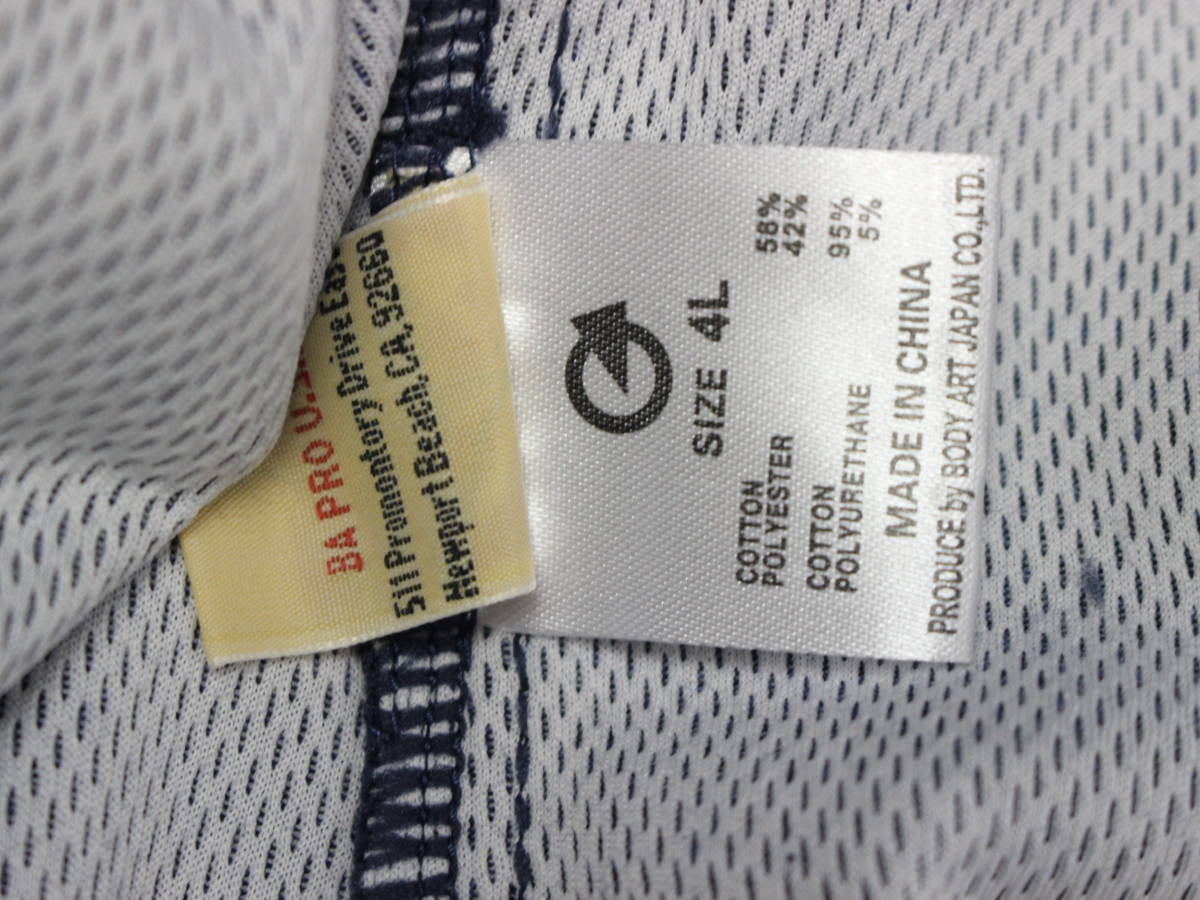 BA PRO U.S.
511 Promontory Drive
Newport Beach, CA, 92660
SIZE 4L
COTTON 58%
POLYESTER 42%
COTTON 95%
POLYURETHANE 5%
MADE IN CHINA
PRODUCE by BODY ART JAPAN CO.,LTD.